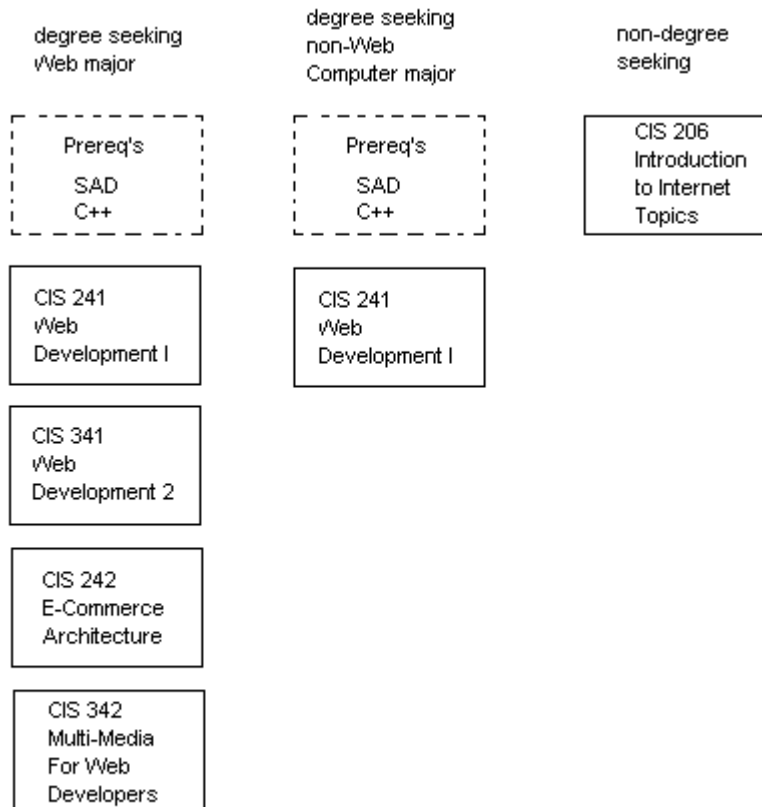 degree seeking
Web major
degree seeking
non-Web
Computer major
non-degree
seeking
Prereq's
SAD
C++
Prereq's
SAD
C++
CIS 206
Introduction
to Internet
Topics
CIS 241
Web
Development I
CIS 241
Web
Development I
CIS 341
Web
Development 2
CIS 242
E-Commerce
Architecture
CIS 342
Multi-Media
For Web
Developers